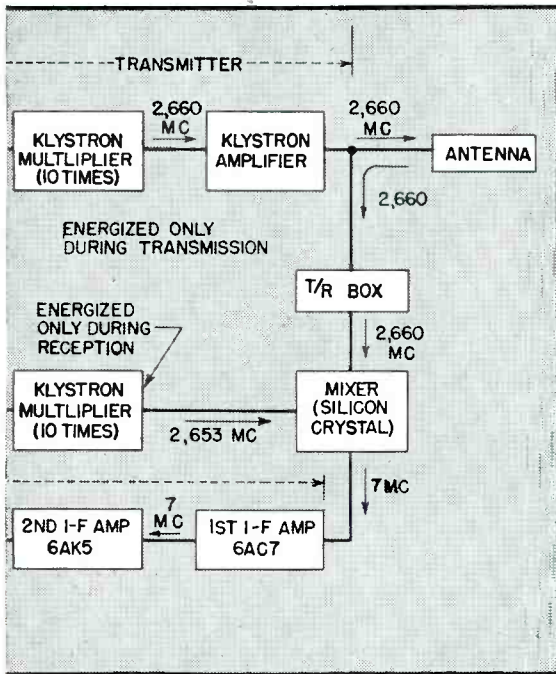 TRANSMITTER
2,660
MC
2,660
MC
KLYSTRON
MULTLIPLIER
(10 TIMES)
KLYSTRON
AMPLIFIER
ANTENNA
2,660
ENERGIZED ONLY
DURING TRANSMISSION
T/R BOX
ENERGIZED
ONLY DURING
RECEPTION
2,660
MC
KLYSTRON
MULTLIPLIER
(10 TIMES)
2,653 MC
MIXER
(SILICON
CRYSTAL)
7 MC
2ND I-F AMP
6AK5
7
MC
1ST I-F AMP
6AC7